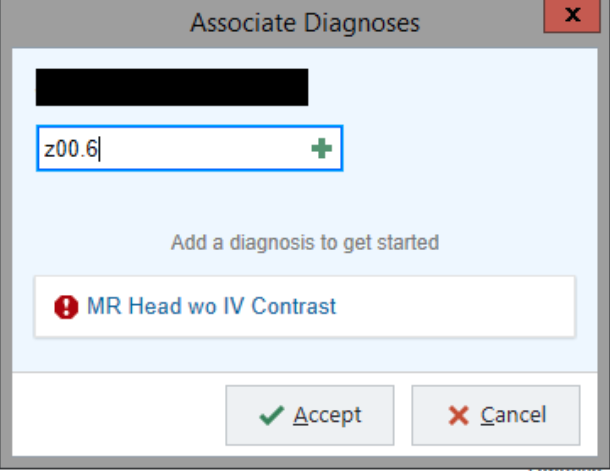 Associate Diagnoses
x
z00.6
Add a diagnosis to get started
MR Head wo IV Contrast
Accept
Cancel